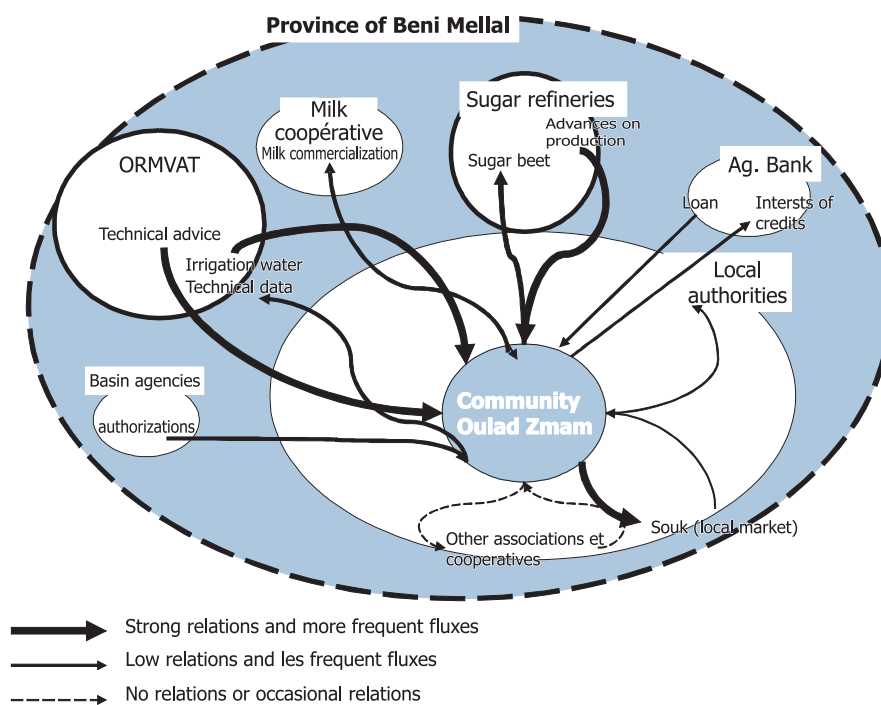 Province of Beni Mellal
Sugar refineries
Advances on
production
Sugar beet
Milk
coopérative
Milk commercialization
ORMVAT
Technical advice
Irrigation water
Technical data
Ag. Bank
Loan
Intersts of
credits
Local
authorities
Basin agencies
authorizations
Community
Oulad Zmam
Other associations et
cooperatives
Souk (local market)
Strong relations and more frequent fluxes
Low relations and les frequent fluxes
No relations or occasional relations